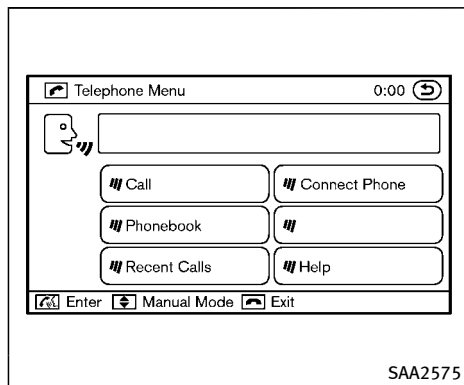 Telephone Menu 0:00
Call
Connect Phone
Phonebook
Recent Calls
Help
Enter Manual Mode Exit
SAA2575